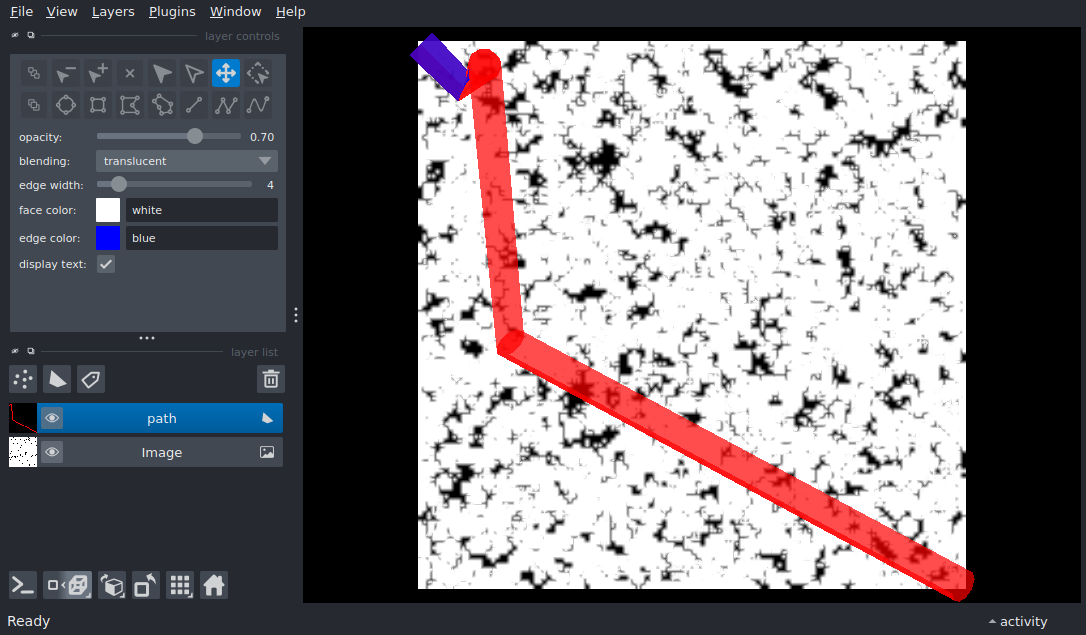 File View Layers Plugins Window Help
layer controls
opacity: 0.70
blending: translucent
edge width: 4
face color: white
edge color: blue
display text:
layer list
path
Image
Ready
activity